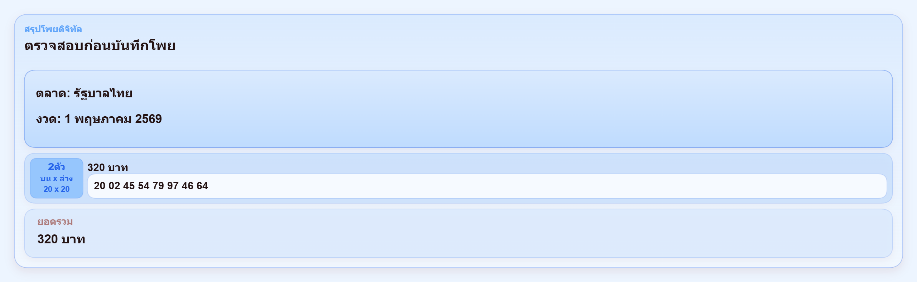 สรุปโพยดิจิทัล
ตรวจสอบก่อนบันทึกโพย
ตลาด: รัฐบาลไทย
งวด: 1 พฤษภาคม 2569
2ตัว
บน x ล่าง
20 x 20
320 บาท
20 02 45 54 79 97 46 64
ยอดรวม
320 บาท